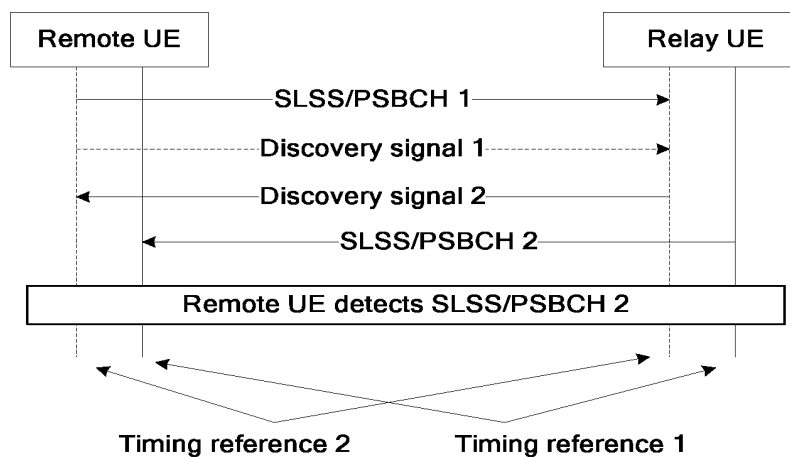 Remote UE
Relay UE
SLSS/PSBCH 1
Discovery signal 1
Discovery signal 2
SLSS/PSBCH 2
Remote UE detects SLSS/PSBCH 2
Timing reference 2
Timing reference 1